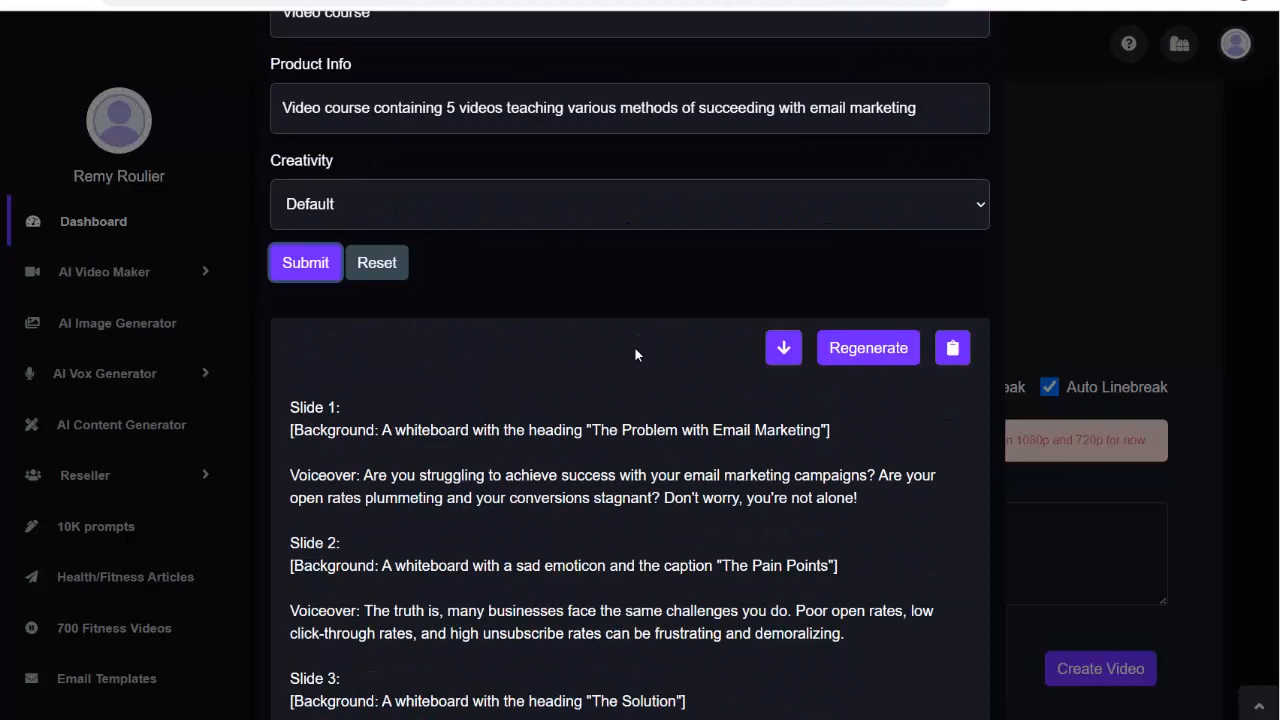 Video course
Product Info
Video course containing 5 videos teaching various methods of succeeding with email marketing
Remy Roulier
Creativity
Default
Dashboard
Submit
Reset
AI Video Maker
AI Image Generator
Regenerate
AI Vox Generator
eak
Auto Linebreak
Slide 1:
[Background: A whiteboard with the heading "The Problem with Email Marketing"]
AI Content Generator
n 1080p and 720p for now
Voiceover: Are you struggling to achieve success with your email marketing campaigns? Are your
open rates plummeting and your conversions stagnant? Don't worry, you're not alone!
Reseller
10K prompts
Slide 2:
[Background: A whiteboard with a sad emoticon and the caption "The Pain Points"]
Health/Fitness Articles
Voiceover: The truth is, many businesses face the same challenges you do. Poor open rates, low
click-through rates, and high unsubscribe rates can be frustrating and demoralizing.
700 Fitness Videos
Email Templates
Slide 3:
[Background: A whiteboard with the heading "The Solution"]
Create Video